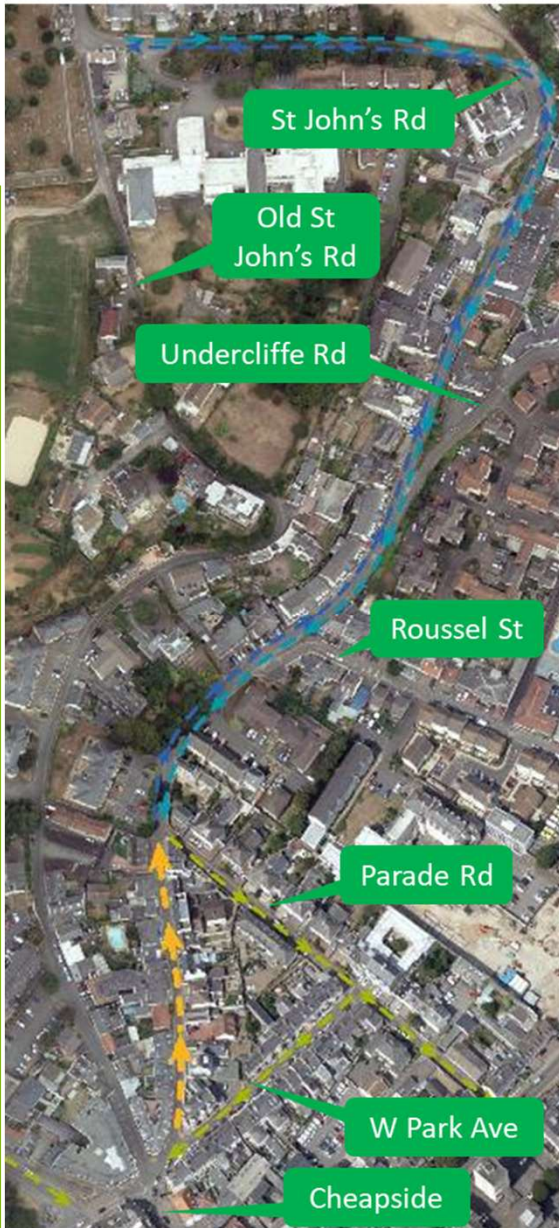 St John's Rd
Old St
John's Rd
Undercliffe Rd
Roussel St
Parade Rd
W Park Ave
Cheapside